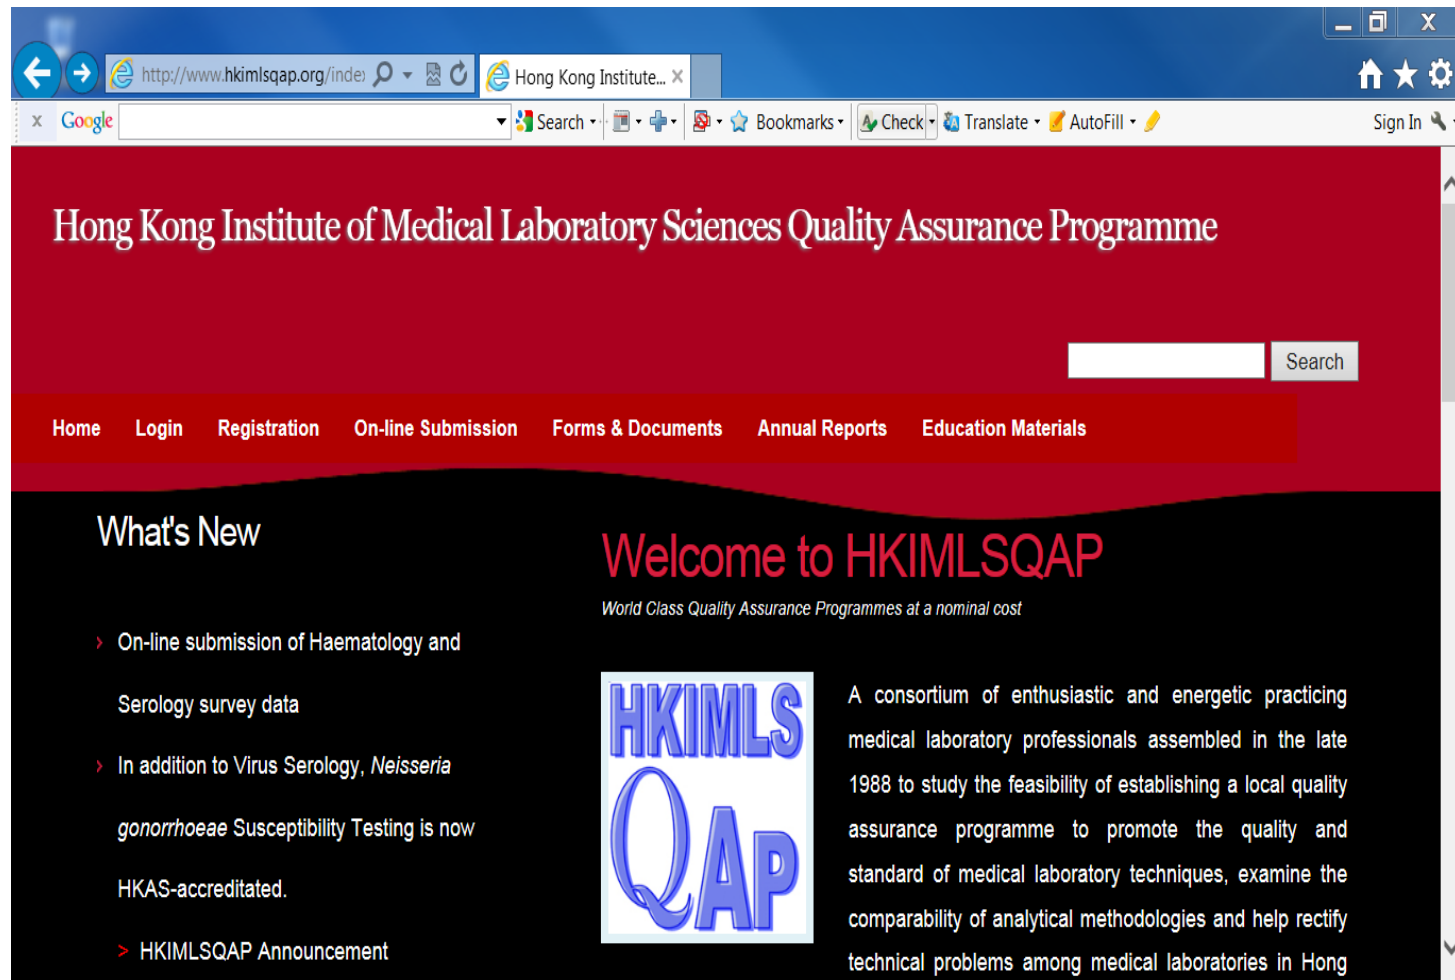 http://www.hkimlsqap.org/inde
Hong Kong Institute...
x Google
Search
Bookmarks
Check
Translate
AutoFill
Sign In
Hong Kong Institute of Medical Laboratory Sciences Quality Assurance Programme
Search
Home Login Registration On-line Submission Forms & Documents Annual Reports Education Materials
What's New
On-line submission of Haematology and
Serology survey data
In addition to Virus Serology, Neisseria
gonorrhoeae Susceptibility Testing is now
HKAS-accreditated.
> HKIMLSQAP Announcement
Welcome to HKIMLSQAP
World Class Quality Assurance Programmes at a nominal cost
HKIMLS
QAP
A consortium of enthusiastic and energetic practicing
medical laboratory professionals assembled in the late
1988 to study the feasibility of establishing a local quality
assurance programme to promote the quality and
standard of medical laboratory techniques, examine the
comparability of analytical methodologies and help rectify
technical problems among medical laboratories in Hong